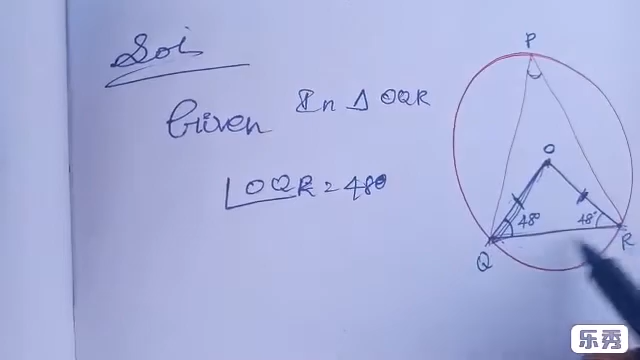 Sol
Given In Δ OQR
∠OQR = 48°
P
O
48° 48°
Q R
乐秀